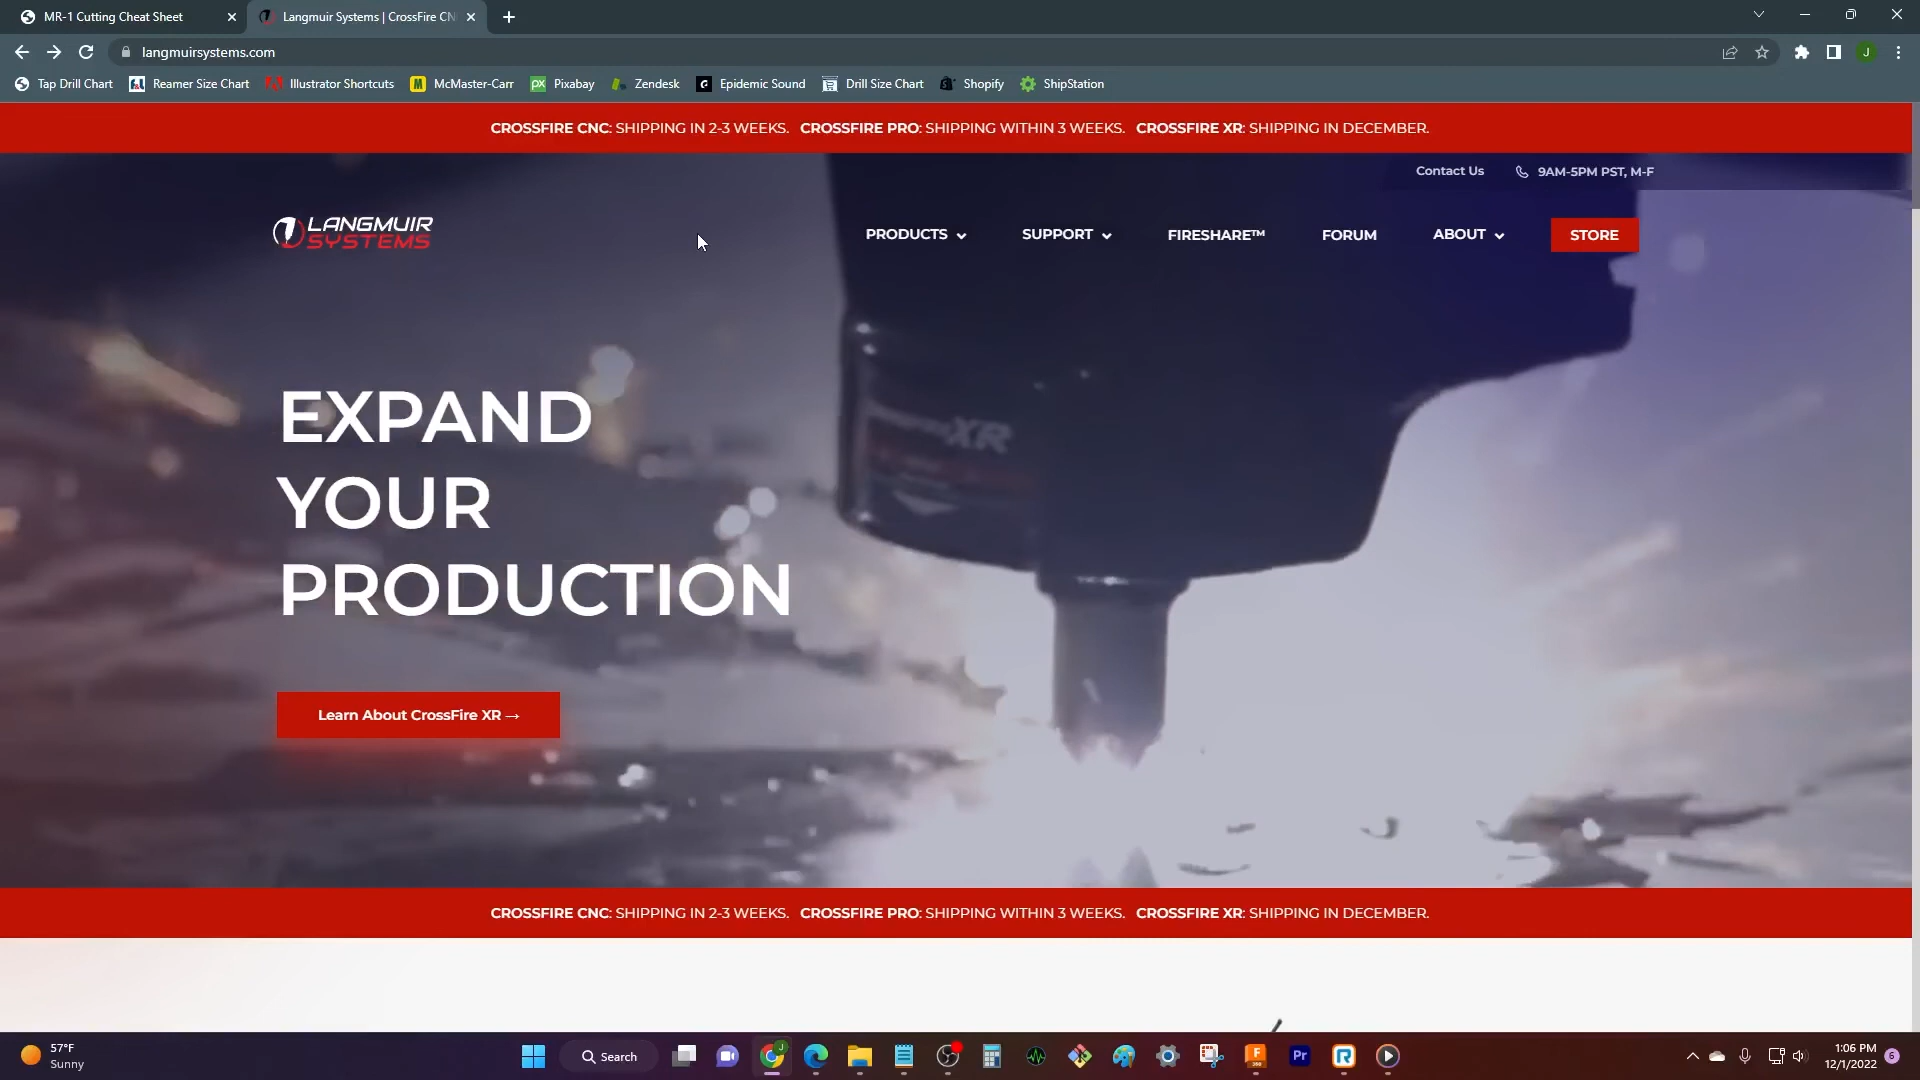 MR-1 Cutting Cheat Sheet
Langmuir Systems | CrossFire CN
langmuirsystems.com
J
Tap Drill Chart
Reamer Size Chart
Illustrator Shortcuts
M McMaster-Carr
px Pixabay
Zendesk
Epidemic Sound
Drill Size Chart
Shopify
ShipStation
CROSSFIRE CNC: SHIPPING IN 2-3 WEEKS. CROSSFIRE PRO: SHIPPING WITHIN 3 WEEKS. CROSSFIRE XR: SHIPPING IN DECEMBER.
Contact Us
9AM-5PM PST, M-F
LANGMUIR
SYSTEMS
PRODUCTS
SUPPORT
FIRESHARE™
FORUM
ABOUT
STORE
XR
EXPAND
YOUR
PRODUCTION
Learn About CrossFire XR →
CROSSFIRE CNC: SHIPPING IN 2-3 WEEKS. CROSSFIRE PRO: SHIPPING WITHIN 3 WEEKS. CROSSFIRE XR: SHIPPING IN DECEMBER.
57°F
Sunny
Search
Pr
1:06 PM
12/1/2022
6